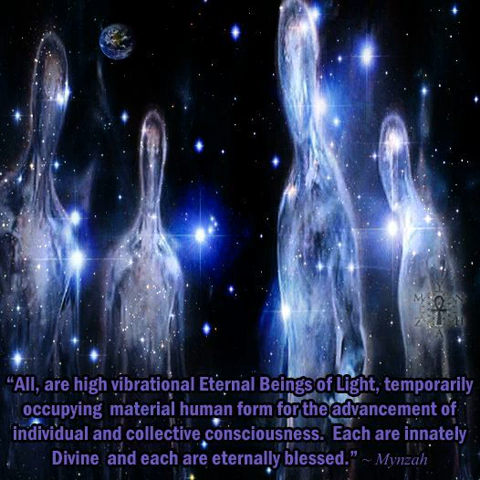 “All, are high vibrational Eternal Beings of Light, temporarily
occupying material human form for the advancement of
individual and collective consciousness. Each are innately
Divine and each are eternally blessed.” ~ Mynzah